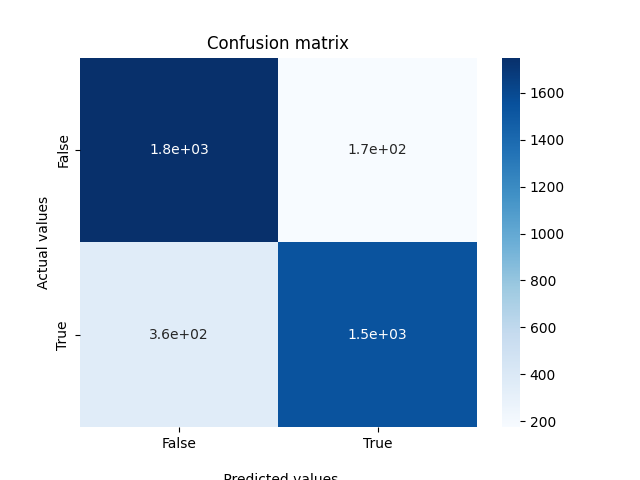 Confusion matrix
False
1.8e+03
1.7e+02
1600
1400
1200
1000
800
600
400
200
Actual values
True
3.6e+02
1.5e+03
False
True
Predicted values